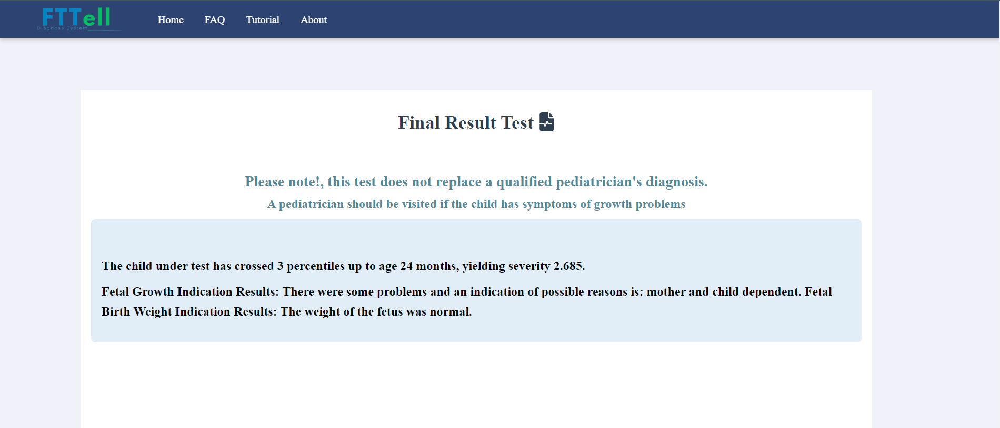 FTTell
Diagnose System
Home FAQ Tutorial About
Final Result Test
Please note!, this test does not replace a qualified pediatrician's diagnosis.
A pediatrician should be visited if the child has symptoms of growth problems
The child under test has crossed 3 percentiles up to age 24 months, yielding severity 2.685.
Fetal Growth Indication Results: There were some problems and an indication of possible reasons is: mother and child dependent. Fetal
Birth Weight Indication Results: The weight of the fetus was normal.